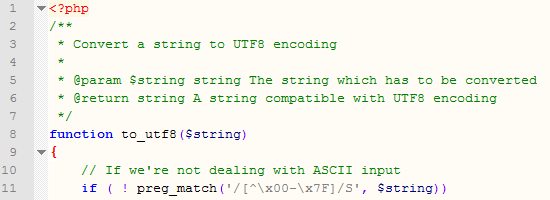 1 <?php
2 /**
3  * Convert a string to UTF8 encoding
4  *
5  * @param $string string The string which has to be converted
6  * @return string A string compatible with UTF8 encoding
7  */
8 function to_utf8($string)
9 {
10     // If we're not dealing with ASCII input
11     if ( ! preg_match('/[^\x00-\x7F]/S', $string))